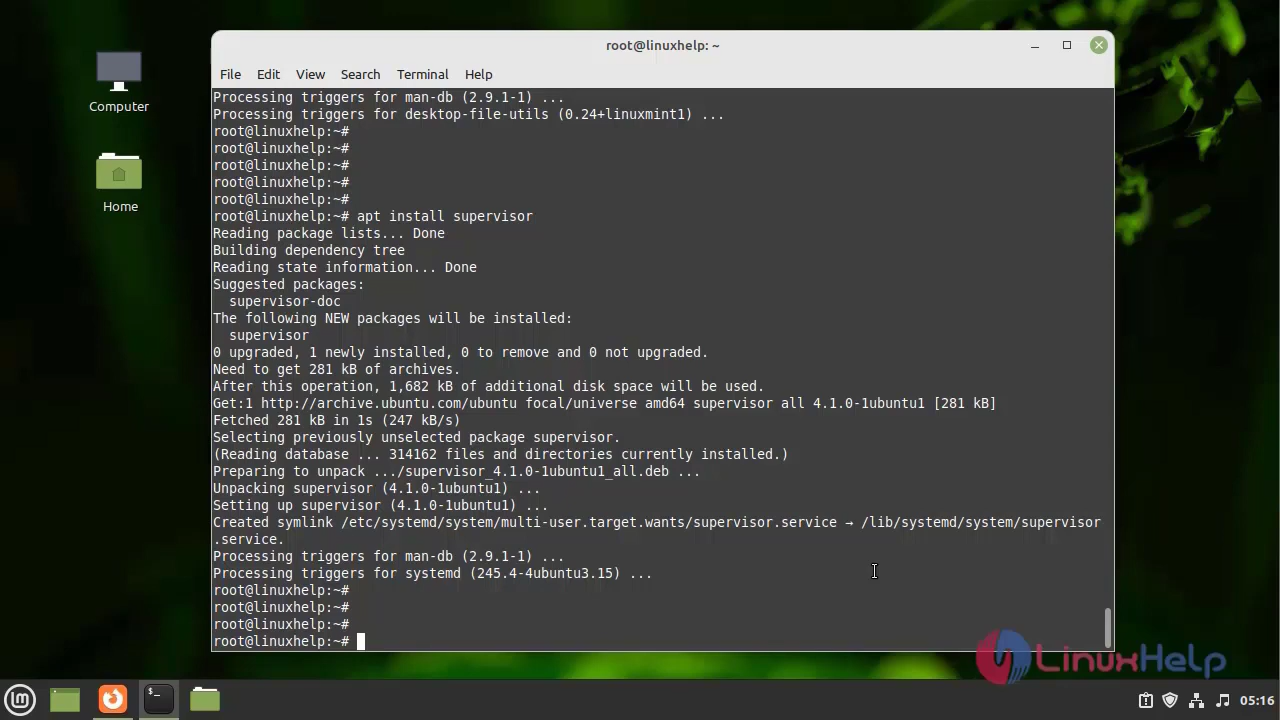 root@linuxhelp: ~
File Edit View Search Terminal Help
Computer
Home
Processing triggers for man-db (2.9.1-1) ...
Processing triggers for desktop-file-utils (0.24+linuxmint1) ...
root@linuxhelp:~#
root@linuxhelp:~#
root@linuxhelp:~#
root@linuxhelp:~#
root@linuxhelp:~#
root@linuxhelp:~# apt install supervisor
Reading package lists... Done
Building dependency tree
Reading state information... Done
Suggested packages:
  supervisor-doc
The following NEW packages will be installed:
  supervisor
0 upgraded, 1 newly installed, 0 to remove and 0 not upgraded.
Need to get 281 kB of archives.
After this operation, 1,682 kB of additional disk space will be used.
Get:1 http://archive.ubuntu.com/ubuntu focal/universe amd64 supervisor all 4.1.0-1ubuntu1 [281 kB]
Fetched 281 kB in 1s (247 kB/s)
Selecting previously unselected package supervisor.
(Reading database ... 314162 files and directories currently installed.)
Preparing to unpack .../supervisor_4.1.0-1ubuntu1_all.deb ...
Unpacking supervisor (4.1.0-1ubuntu1) ...
Setting up supervisor (4.1.0-1ubuntu1) ...
Created symlink /etc/systemd/system/multi-user.target.wants/supervisor.service → /lib/systemd/system/supervisor
.service.
Processing triggers for man-db (2.9.1-1) ...
Processing triggers for systemd (245.4-4ubuntu3.15) ...
root@linuxhelp:~#
root@linuxhelp:~#
root@linuxhelp:~#
root@linuxhelp:~#
LinuxHelp
05:16